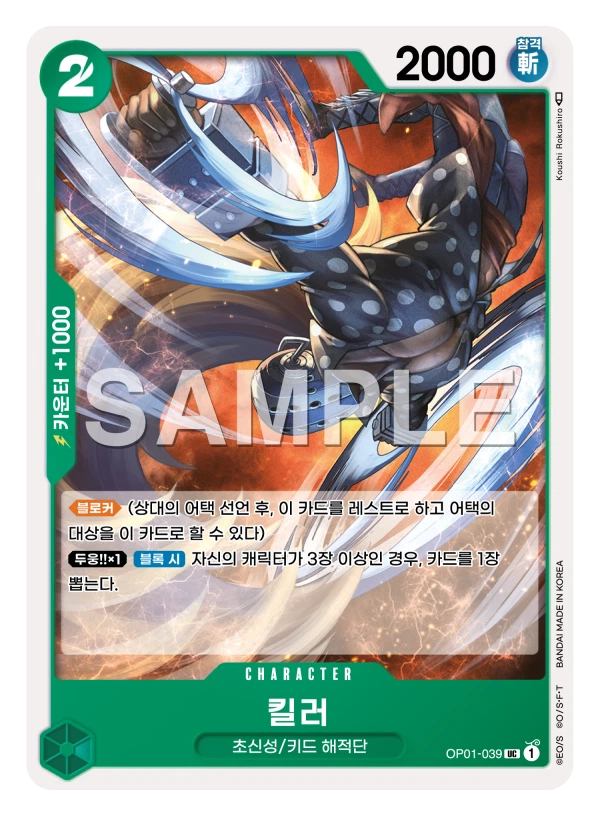 2
2000
참격
斬
Koushi Rokushiro
카운터 +1000
SAMPLE
블로커 (상대의 어택 선언 후, 이 카드를 레스트로 하고 어택의
대상을 이 카드로 할 수 있다)
두웅!!×1 블록 시 자신의 캐릭터가 3장 이상인 경우, 카드를 1장
뽑는다.
CHARACTER
킬러
초신성/키드 해적단
OP01-039 UC 1
©EO/S ©O/S·F·T BANDAI MADE IN KOREA